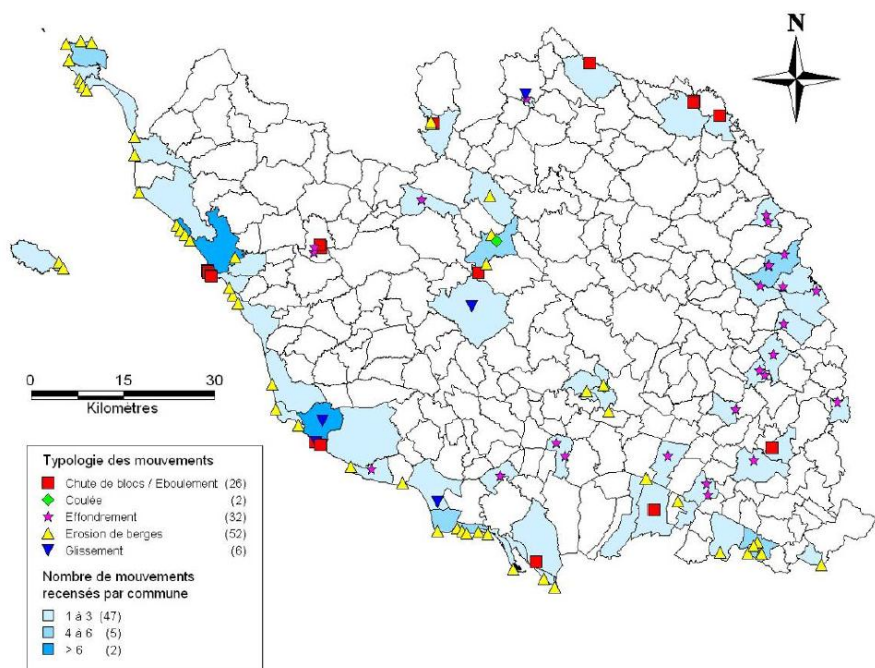 N
0 15 30
Kilomètres
Typologie des mouvements
Chute de blocs / Eboulement (26)
Coulée (2)
Effondrement (32)
Erosion de berges (52)
Glissement (6)
Nombre de mouvements
recensés par commune
1 à 3 (47)
4 à 6 (5)
> 6 (2)